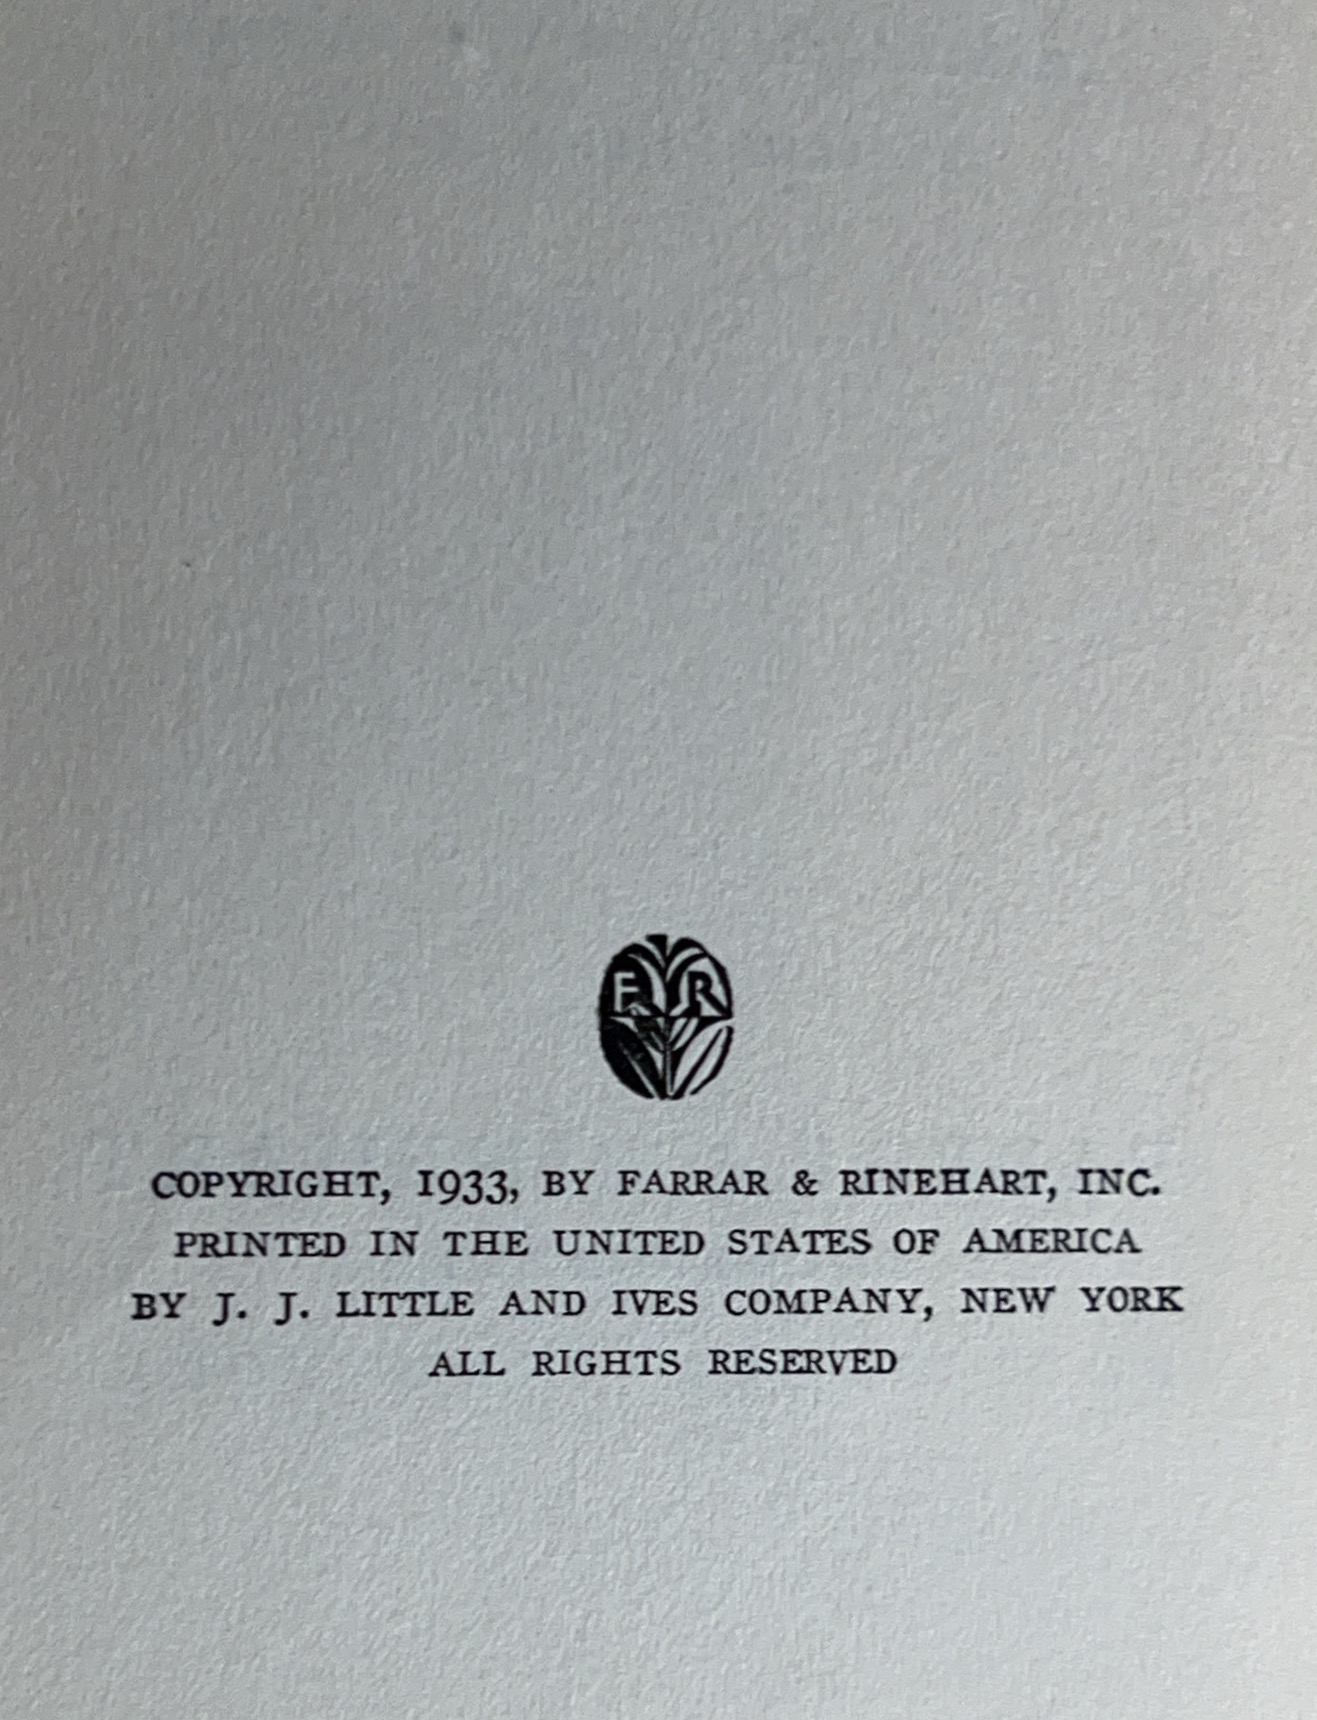 FR
COPYRIGHT, 1933, BY FARRAR & RINEHART, INC.
PRINTED IN THE UNITED STATES OF AMERICA
BY J. J. LITTLE AND IVES COMPANY, NEW YORK
ALL RIGHTS RESERVED